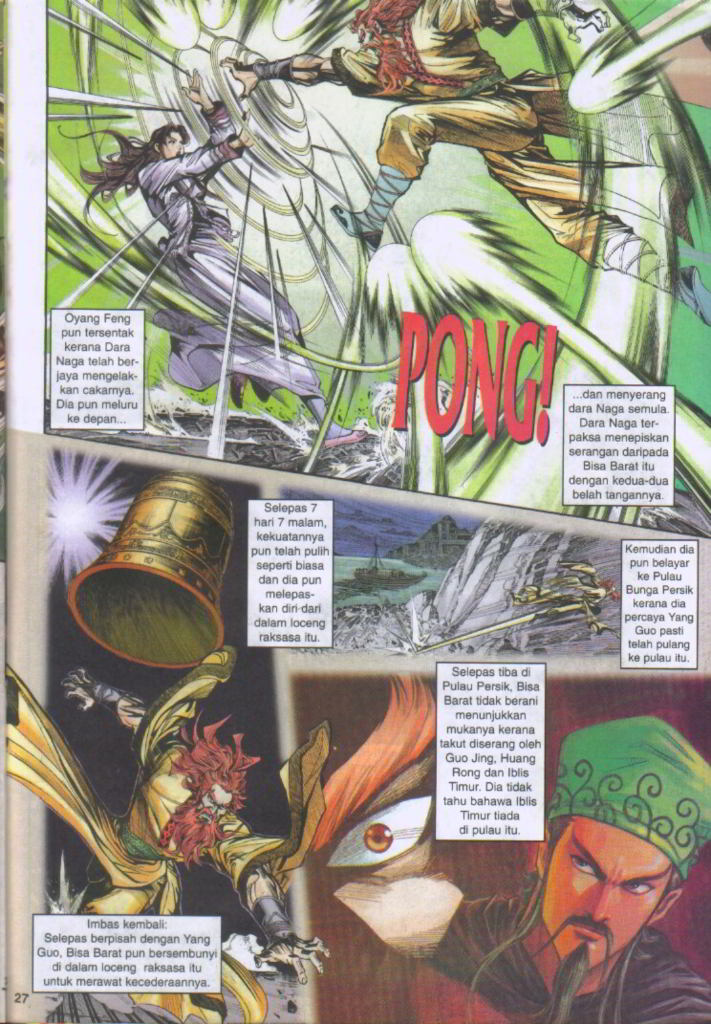 Oyang Feng
pun tersentak
kerana Dara
Naga telah ber-
jaya mengelak-
kan cakarnya.
Dia pun meluru
ke depan...
PONG!
...dan menyerang
dara Naga semula.
Dara Naga ter-
paksa menepiskan
serangan daripada
Bisa Barat itu
dengan kedua-dua
belah tangannya.
Imbas kembali:
Selepas berpisah dengan Yang
Guo, Bisa Barat pun bersembunyi
di dalam loceng raksasa itu
untuk merawat kecederaannya.
Selepas 7
hari 7 malam,
kekuatannya
pun telah pulih
seperti biasa
dan dia pun
melepas-
kan diri dari
dalam loceng
raksasa itu.
Kemudian dia
pun belayar
ke Pulau
Bunga Persik
kerana dia
percaya Yang
Guo pasti
telah pulang
ke pulau itu.
Selepas tiba di
Pulau Persik, Bisa
Barat tidak berani
menunjukkan
mukanya kerana
takut diserang oleh
Guo Jing, Huang
Rong dan Iblis
Timur. Dia tidak
tahu bahawa Iblis
Timur tiada
di pulau itu.
27